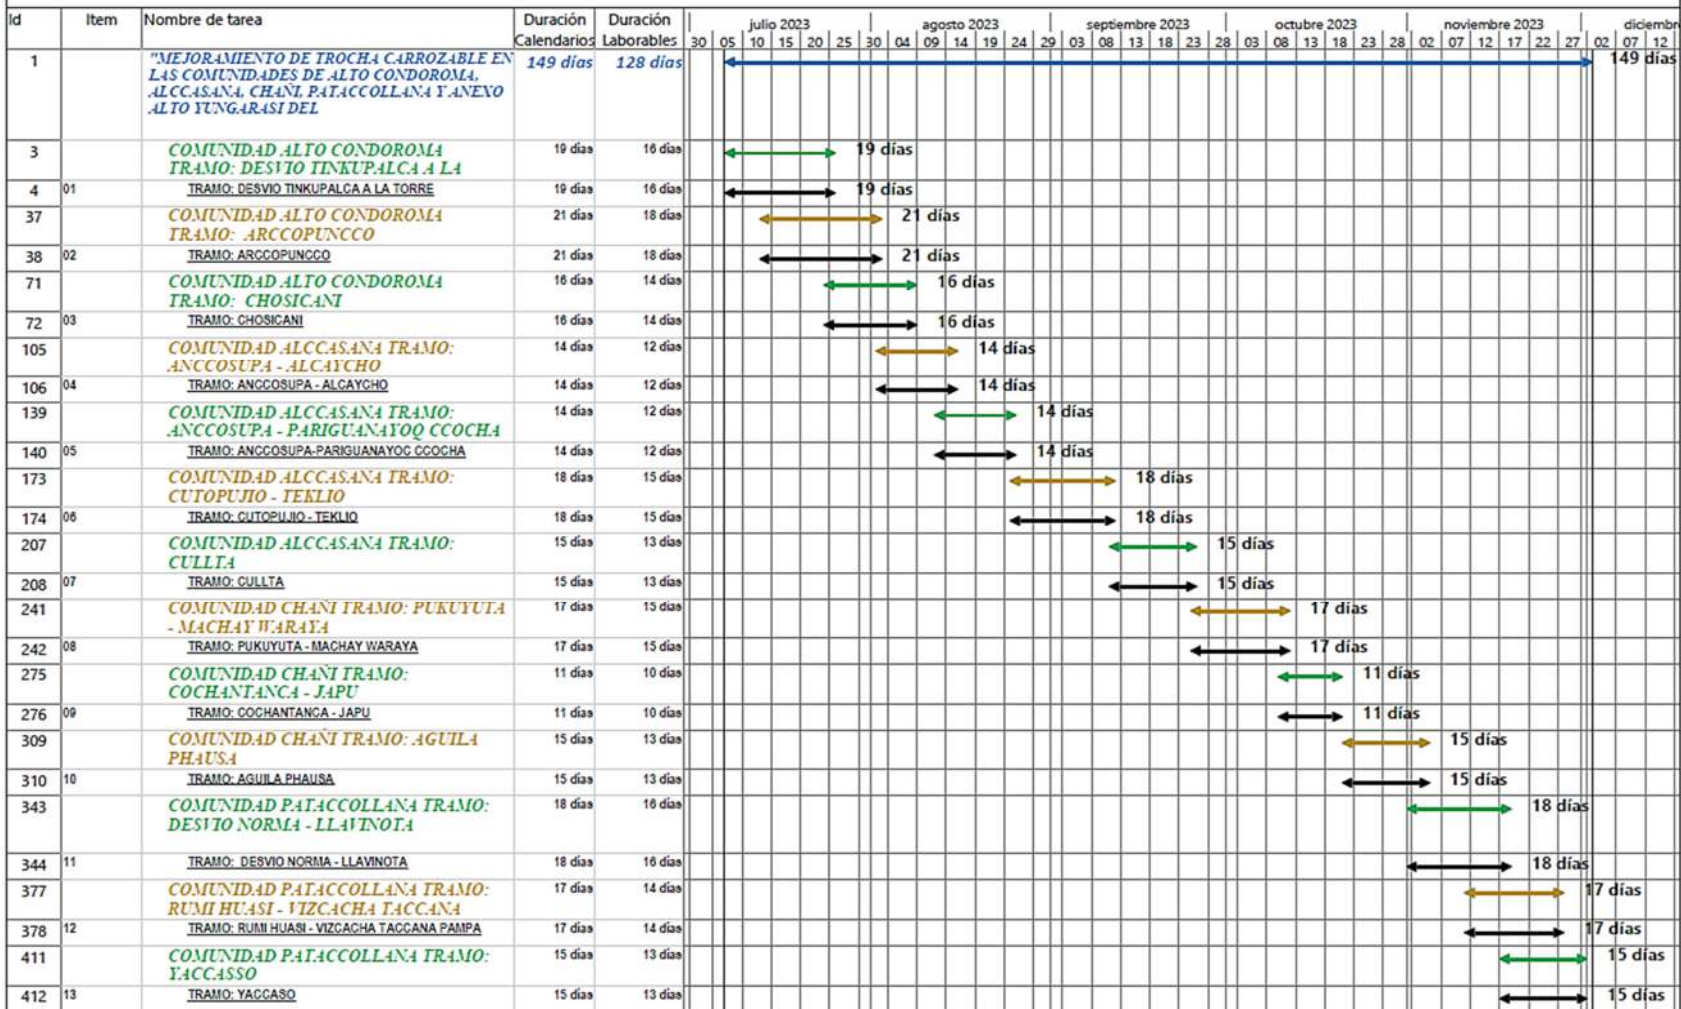 Id Item Nombre de tarea Duración Calendarios Duración Laborables
julio 2023 agosto 2023 septiembre 2023 octubre 2023 noviembre 2023 diciembr
30 05 10 15 20 25 30 04 09 14 19 24 29 03 08 13 18 23 28 03 08 13 18 23 28 02 07 12 17 22 27 02 07 12
1 "MEJORAMIENTO DE TROCHA CARROZABLE EN 149 días 128 días 149 días
LAS COMUNIDADES DE ALTO CONDOROMA,
ALCCASANA, CHAÑI, PATACCOLLANA Y ANEXO
ALTO YUNGARASI DEL
3 COMUNIDAD ALTO CONDOROMA 19 días 16 días 19 días
TRAMO: DESVIO TINKUPALCA A LA
4 01 TRAMO: DESVIO TINKUPALCA A LA TORRE 19 días 16 días 19 días
37 COMUNIDAD ALTO CONDOROMA 21 días 18 días 21 días
TRAMO: ARCCOPUNCCO
38 02 TRAMO: ARCCOPUNCCO 21 días 18 días 21 días
71 COMUNIDAD ALTO CONDOROMA 16 días 14 días 16 días
TRAMO: CHOSICANI
72 03 TRAMO: CHOSICANI 16 días 14 días 16 días
105 COMUNIDAD ALCCASANA TRAMO: 14 días 12 días 14 días
ANCCOSUPA - ALCAYCHO
106 04 TRAMO: ANCCOSUPA - ALCAYCHO 14 días 12 días 14 días
139 COMUNIDAD ALCCASANA TRAMO: 14 días 12 días 14 días
ANCCOSUPA - PARIGUANAYOQ CCOCHA
140 05 TRAMO: ANCCOSUPA-PARIGUANAYOC CCOCHA 14 días 12 días 14 días
173 COMUNIDAD ALCCASANA TRAMO: 18 días 15 días 18 días
CUTOPUJIO - TEKLIO
174 06 TRAMO: CUTOPUJIO - TEKLIO 18 días 15 días 18 días
207 COMUNIDAD ALCCASANA TRAMO: 15 días 13 días 15 días
CULLTA
208 07 TRAMO: CULLTA 15 días 13 días 15 días
241 COMUNIDAD CHAÑI TRAMO: PUKUYUTA 17 días 15 días 17 días
- MACHAY WARAYA
242 08 TRAMO: PUKUYUTA - MACHAY WARAYA 17 días 15 días 17 días
275 COMUNIDAD CHAÑI TRAMO: 11 días 10 días 11 días
COCHANTANCA - JAPU
276 09 TRAMO: COCHANTANCA - JAPU 11 días 10 días 11 días
309 COMUNIDAD CHAÑI TRAMO: AGUILA 15 días 13 días 15 días
PHAUSA
310 10 TRAMO: AGUILA PHAUSA 15 días 13 días 15 días
343 COMUNIDAD PATACCOLLANA TRAMO: 18 días 16 días 18 días
DESVIO NORMA - LLAVINOTA
344 11 TRAMO: DESVIO NORMA - LLAVINOTA 18 días 16 días 18 días
377 COMUNIDAD PATACCOLLANA TRAMO: 17 días 14 días 17 días
RUMI HUASI - VIZCACHA TACCANA
378 12 TRAMO: RUMI HUASI - VIZCACHA TACCANA PAMPA 17 días 14 días 17 días
411 COMUNIDAD PATACCOLLANA TRAMO: 15 días 13 días 15 días
YACCASSO
412 13 TRAMO: YACCASO 15 días 13 días 15 días